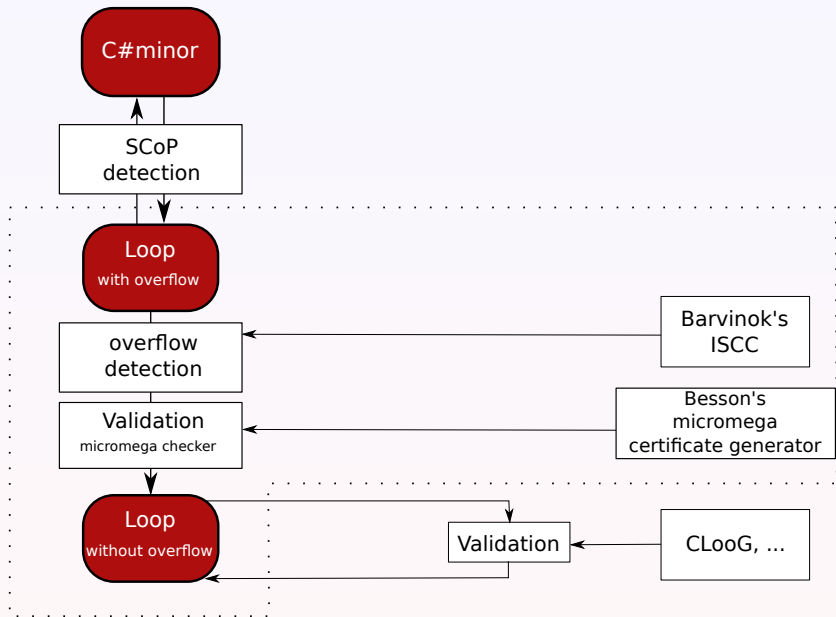 C#minor
SCoP
detection
Loop
with overflow
overflow
detection
Barvinok's
ISCC
Validation
micromega checker
Besson's
micromega
certificate generator
Loop
without overflow
Validation
CLooG, ...